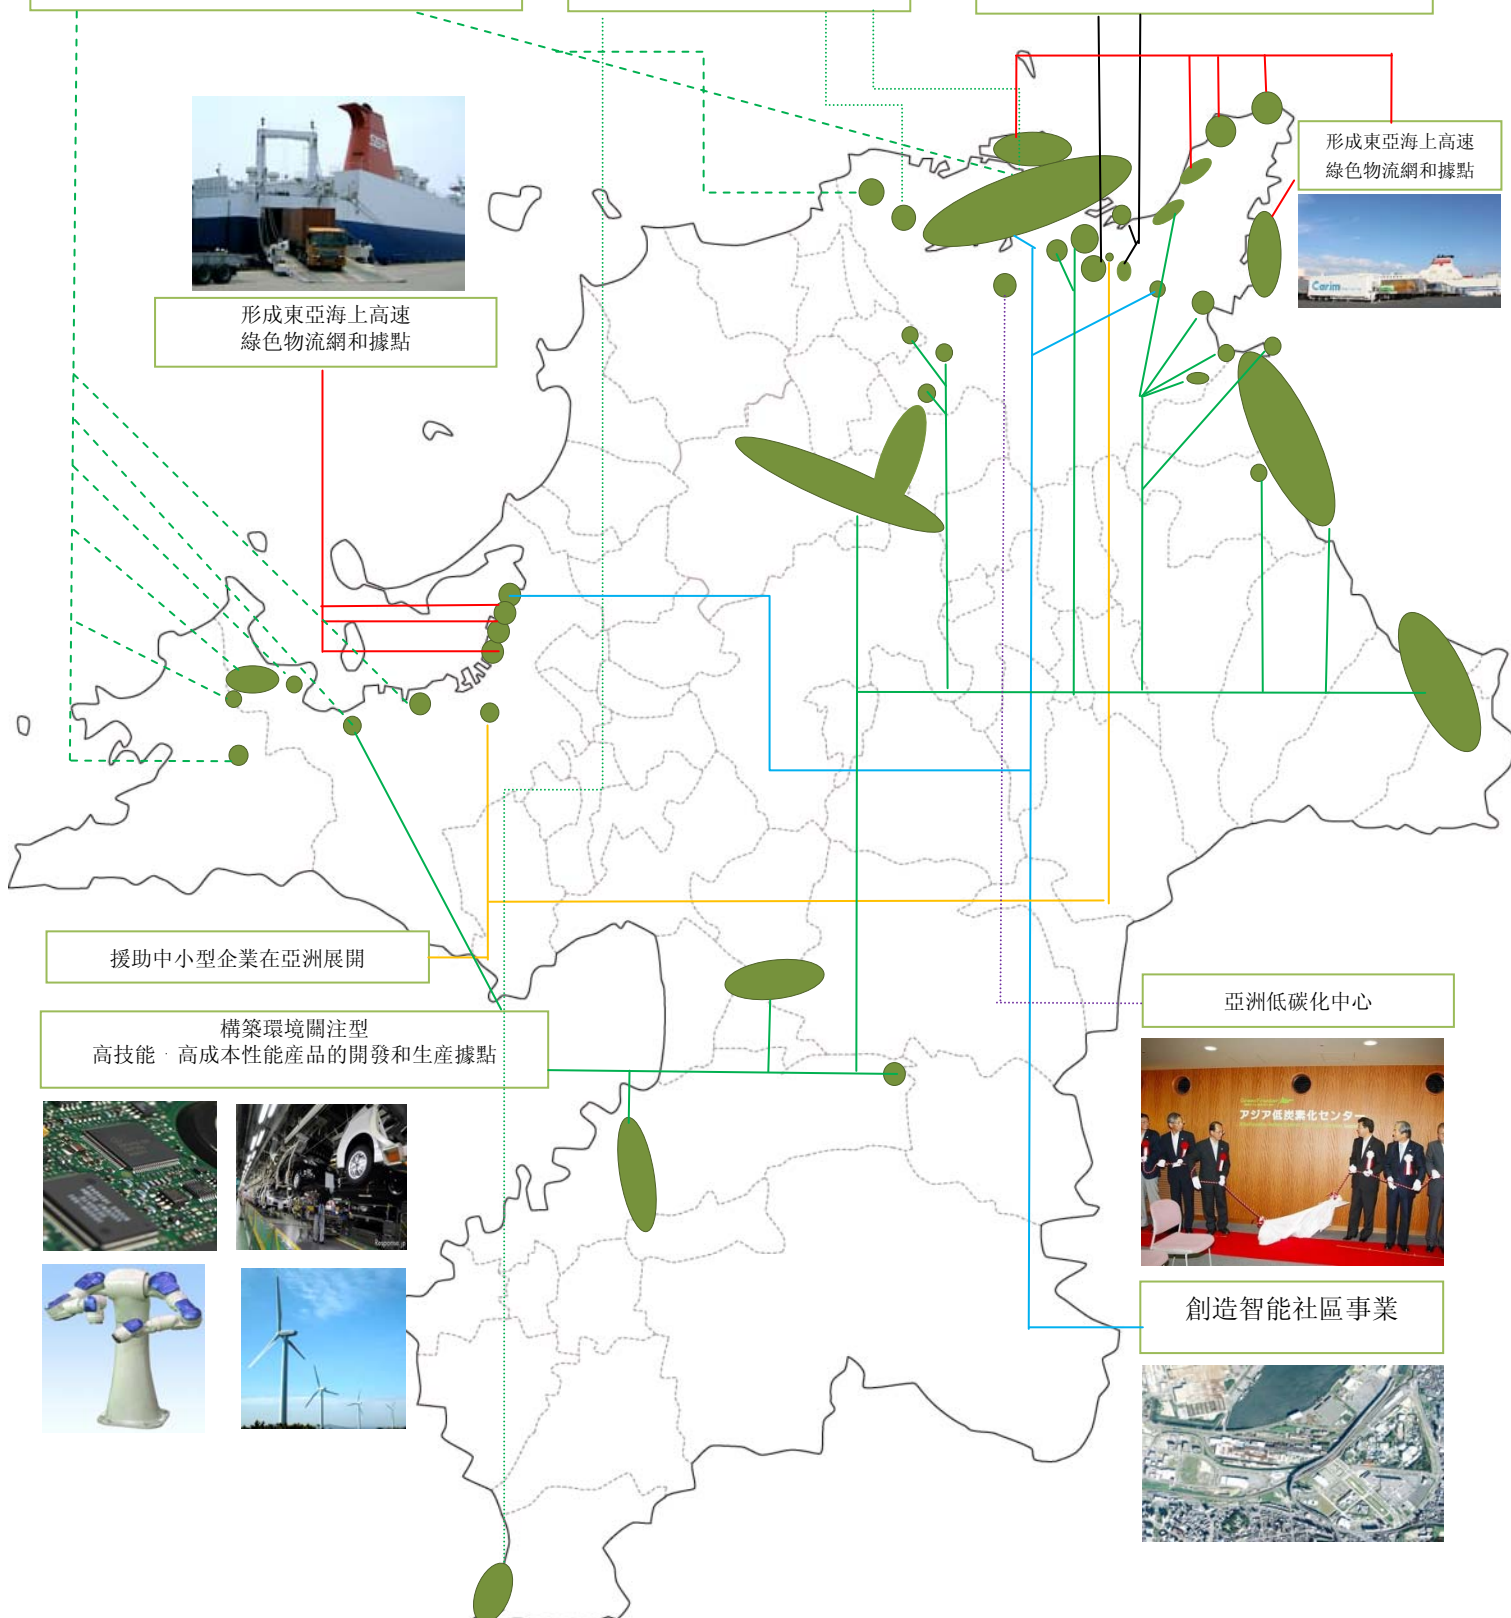 形成東亞海上高速
綠色物流網和據點
Carim
形成東亞海上高速
綠色物流網和據點
援助中小型企業在亞洲展開
構築環境關注型
高技能·高成本性能産品的開發和生産據點
亞洲低碳化中心
アジア低炭素化センター
Response.jp
創造智能社區事業